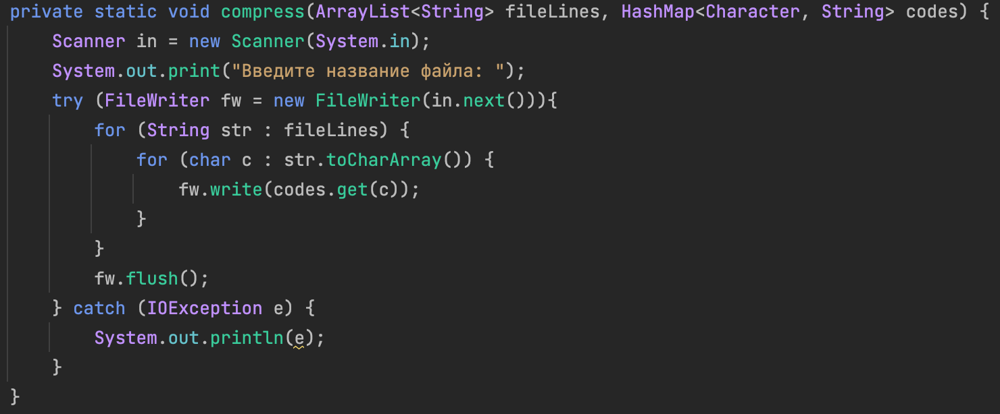 private static void compress(ArrayList<String> fileLines, HashMap<Character, String> codes) {
    Scanner in = new Scanner(System.in);
    System.out.print("Введите название файла: ");
    try (FileWriter fw = new FileWriter(in.next())){
        for (String str : fileLines) {
            for (char c : str.toCharArray()) {
                fw.write(codes.get(c));
            }
        }
        fw.flush();
    } catch (IOException e) {
        System.out.println(e);
    }
}